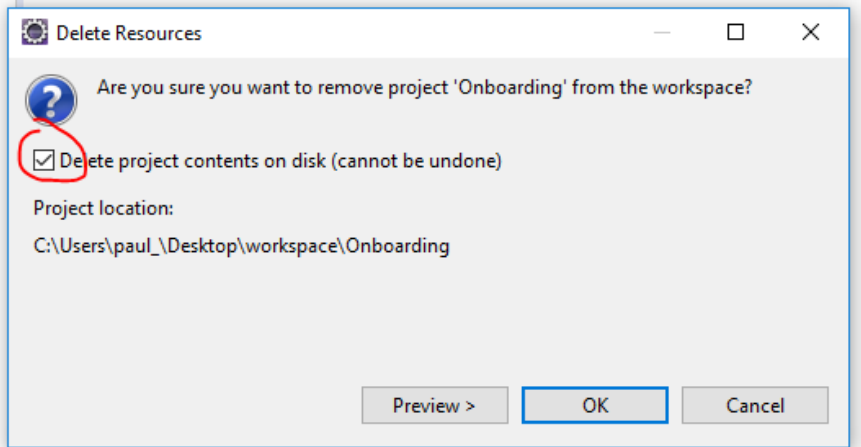 Delete Resources
Are you sure you want to remove project 'Onboarding' from the workspace?
Delete project contents on disk (cannot be undone)
Project location:
C:\Users\paul_\Desktop\workspace\Onboarding
Preview > OK Cancel